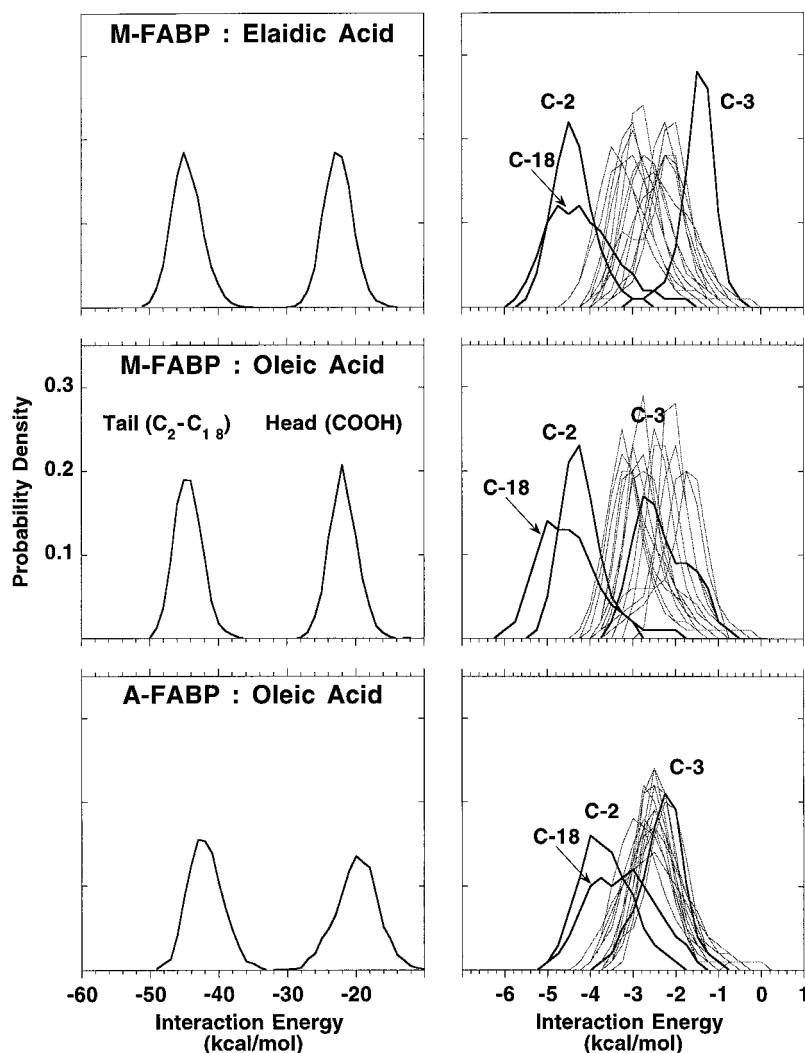 M-FABP : Elaidic Acid
C-2
C-3
C-18
M-FABP : Oleic Acid
Tail (C₂-C₁₈)
Head (COOH)
0.3
0.2
0.1
Probability Density
C-3
C-2
C-18
A-FABP : Oleic Acid
C-3
C-2
C-18
-60 -50 -40 -30 -20
Interaction Energy
(kcal/mol)
-6 -5 -4 -3 -2 -1 0 1
Interaction Energy
(kcal/mol)